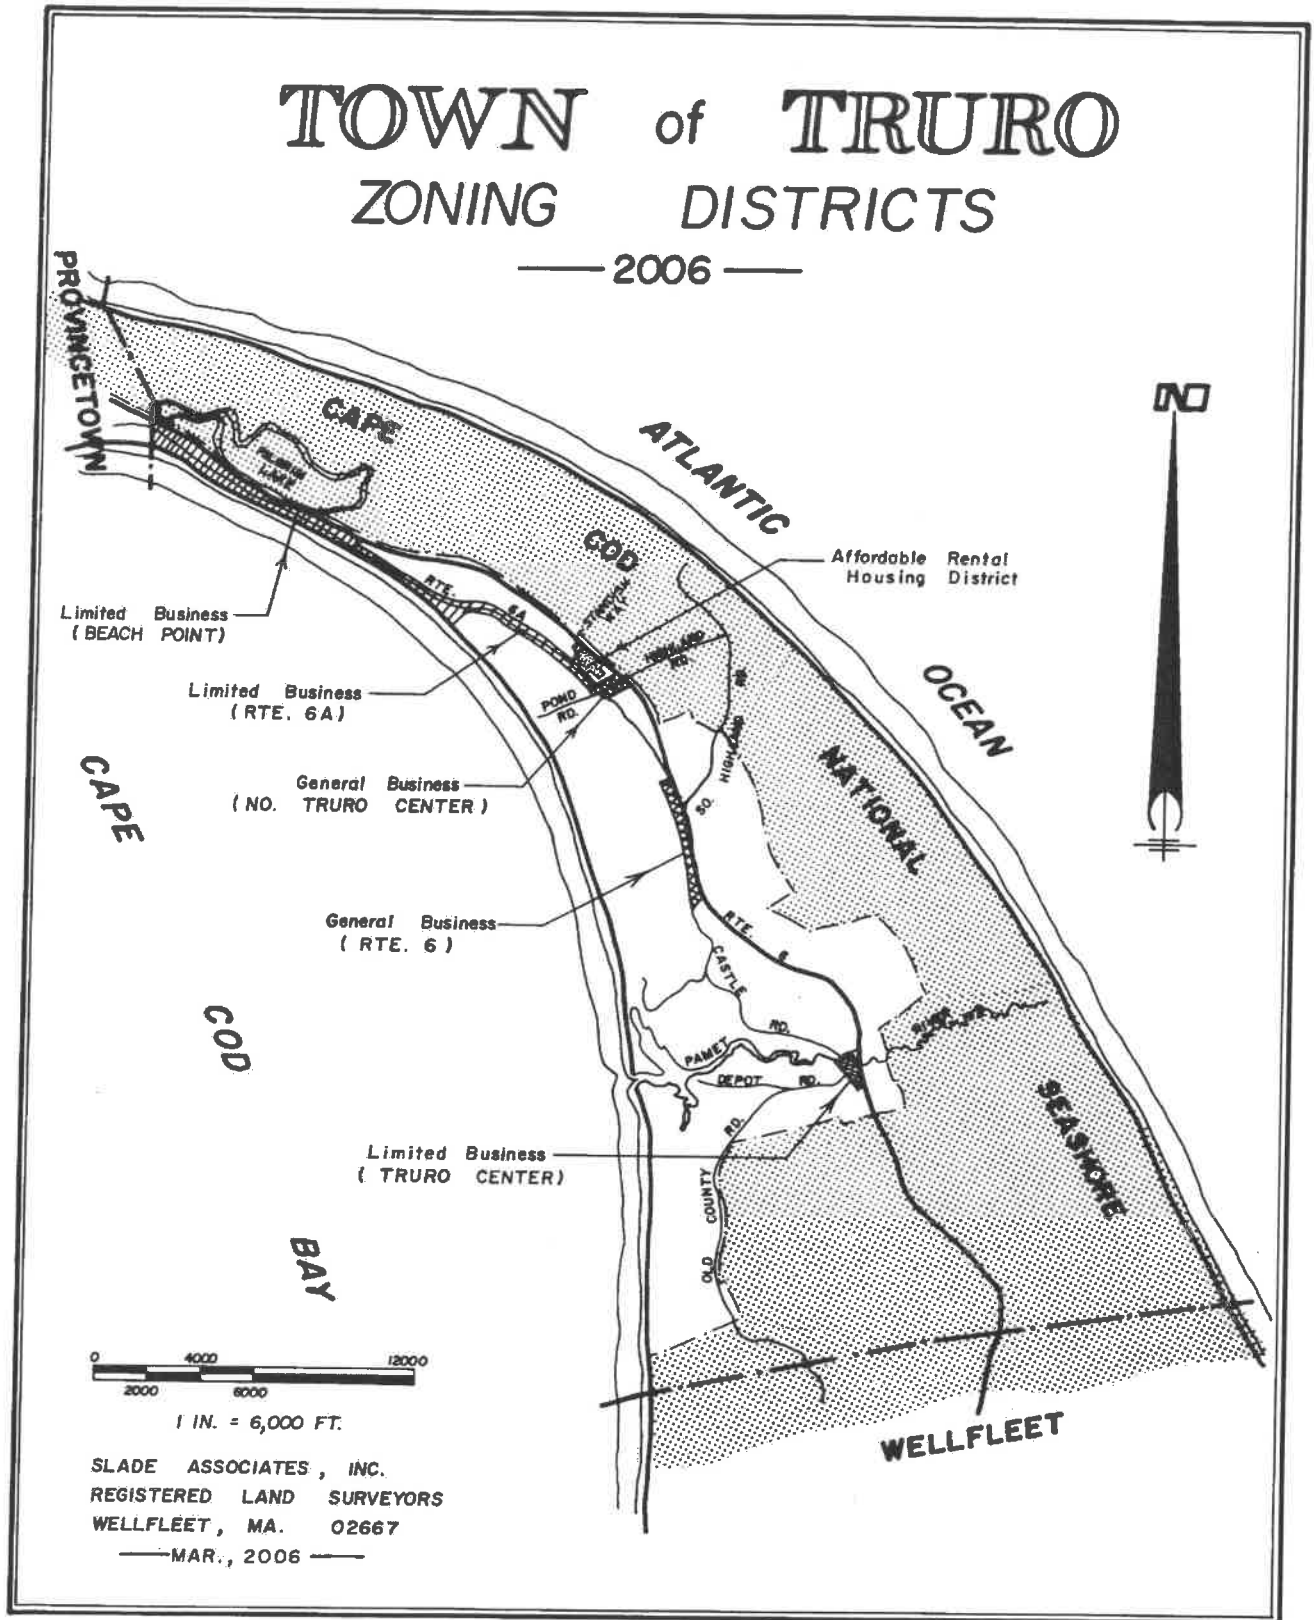 TOWN of TRURO
ZONING DISTRICTS
2006
PROVINCETOWN
N
CAPE
COD
NATIONAL
SEASHORE
ATLANTIC
OCEAN
LAKE
Affordable Rental
Housing District
Limited Business
(BEACH POINT)
RTE. 6A
STANDISH
WAY
HIGHLAND
RD.
Limited Business
(RTE. 6A)
POND
RD.
SO. HIGHLAND RD.
General Business
(NO. TRURO CENTER)
CAPE
COD
BAY
General Business
(RTE. 6)
RTE. 6
CASTLE
RD.
PAMET
RIVER
DEPOT RD.
Limited Business
(TRURO CENTER)
OLD COUNTY RD.
0 4000 12000
2000 6000
1 IN. = 6,000 FT.
WELLFLEET
SLADE ASSOCIATES, INC.
REGISTERED LAND SURVEYORS
WELLFLEET, MA. 02667
MAR., 2006